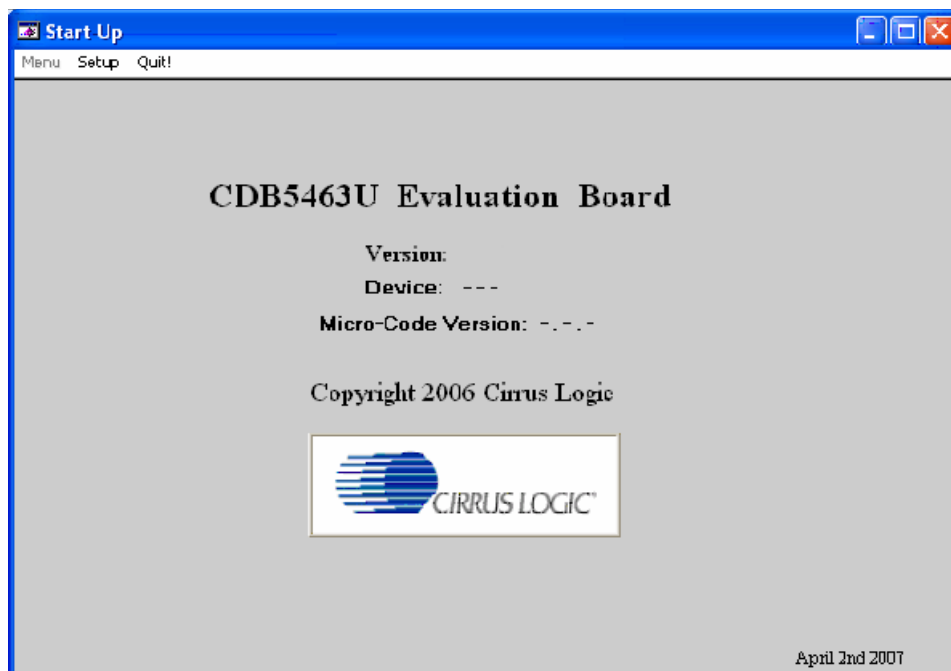 Start Up
Menu Setup Quit!
CDB5463U Evaluation Board
Version:
Device: ---
Micro-Code Version: -.-.-
Copyright 2006 Cirrus Logic
CIRRUS LOGIC
April 2nd 2007